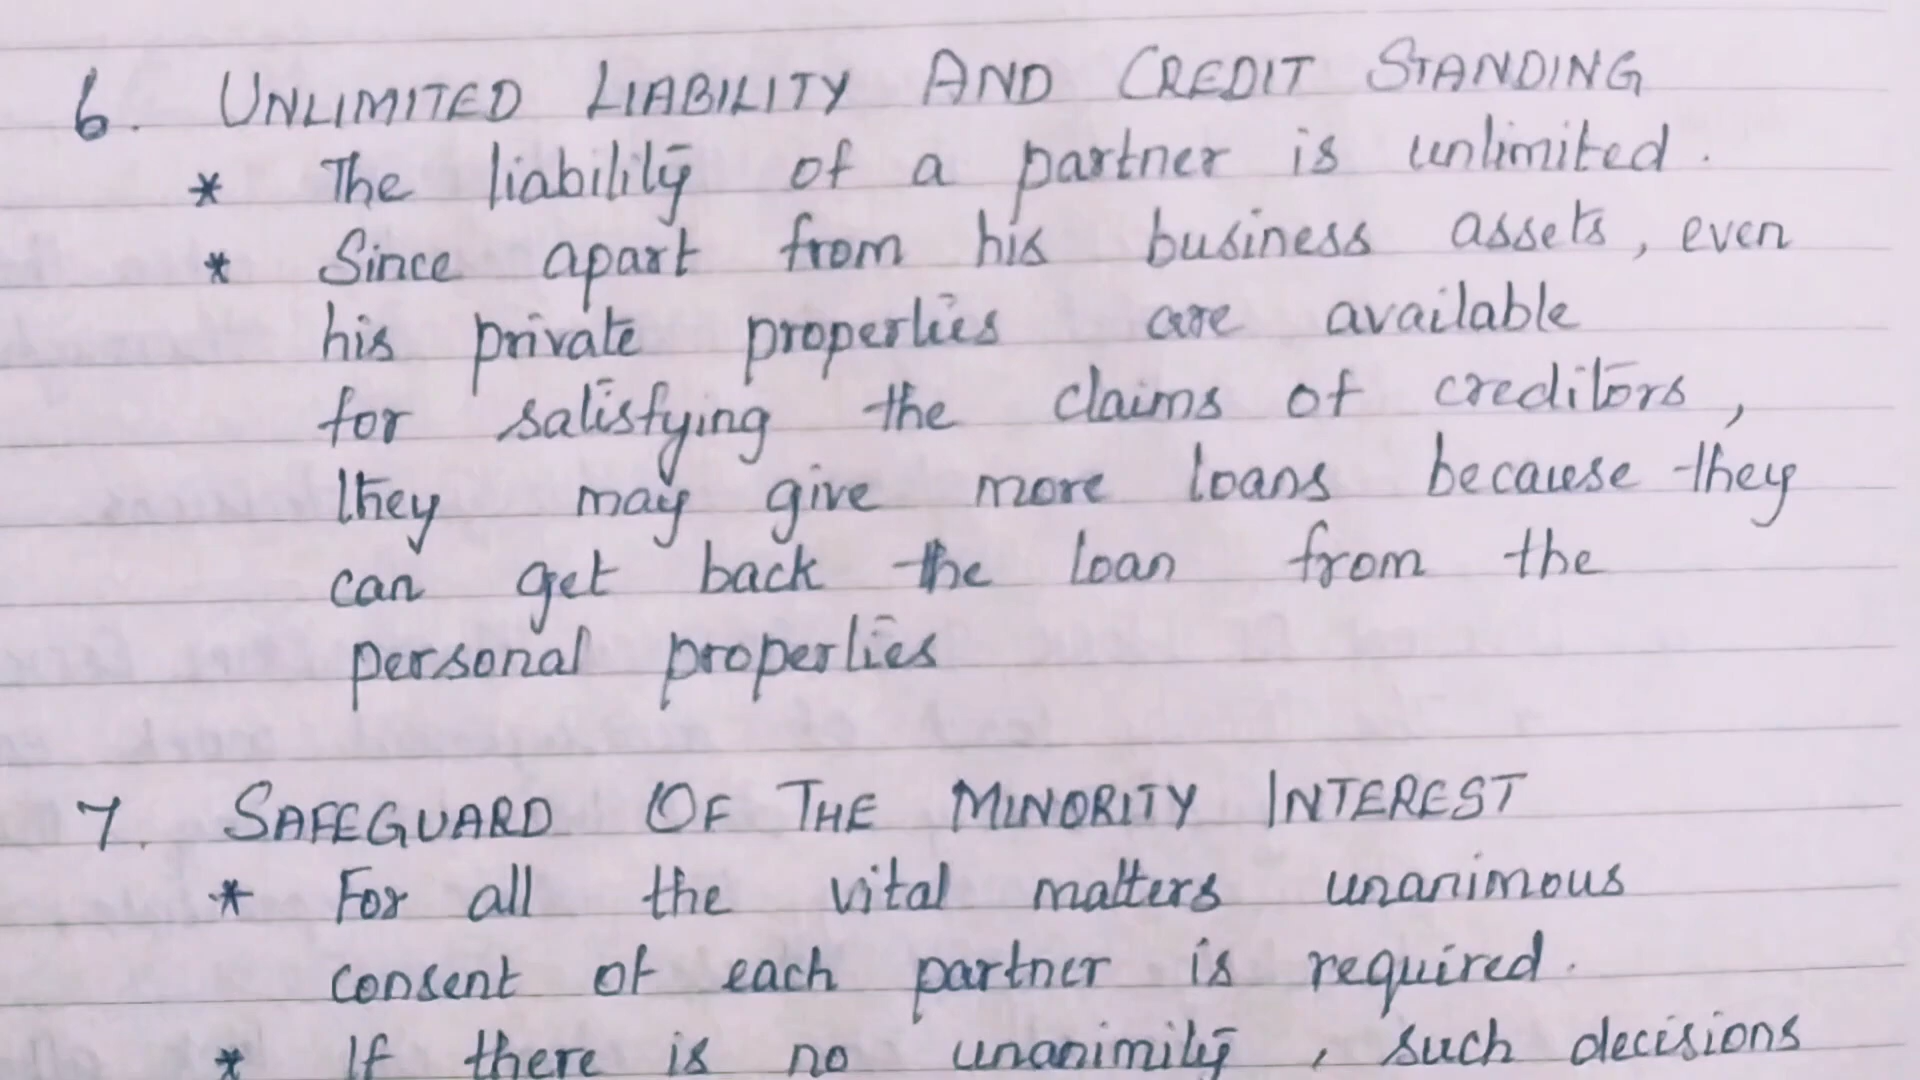 6. UNLIMITED LIABILITY AND CREDIT STANDING
* The liability of a partner is unlimited.
* Since apart from his business assets, even
his private properties are available
for satisfying the claims of creditors,
they may give more loans because they
can get back the loan from the
personal properties
7. SAFEGUARD OF THE MINORITY INTEREST
* For all the vital matters unanimous
consent of each partner is required.
* If there is no unanimity, such decisions